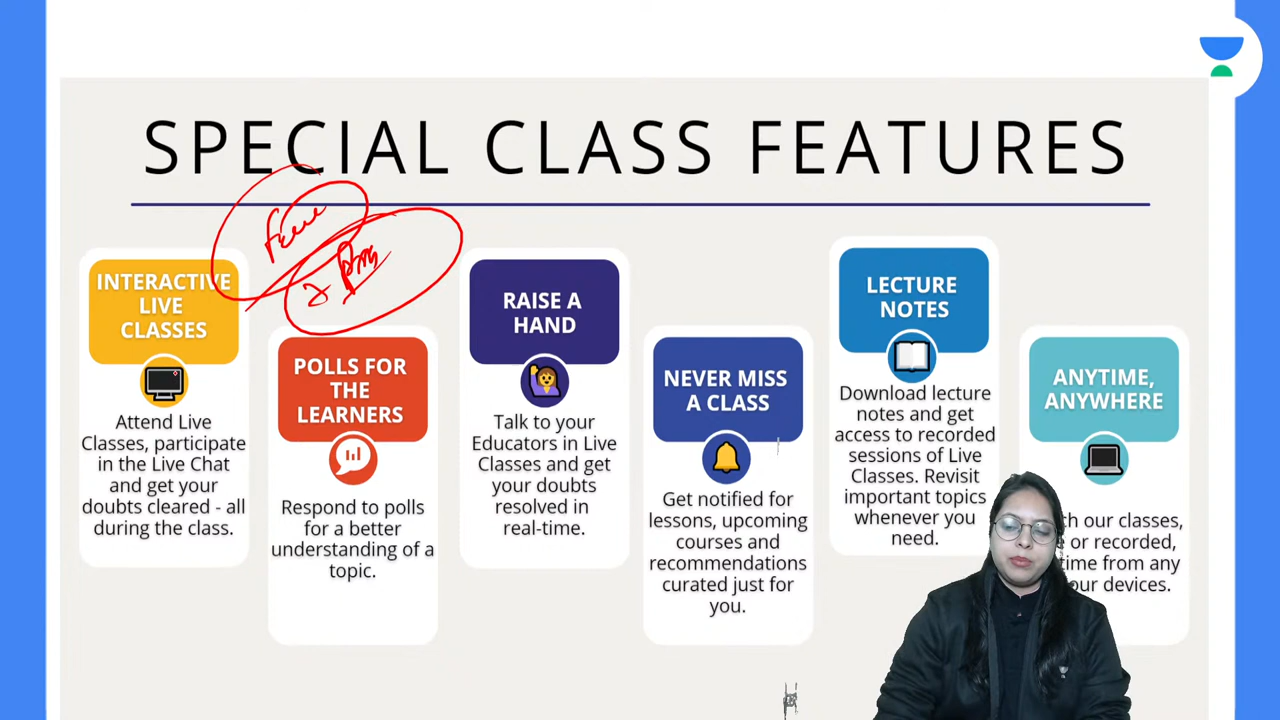 SPECIAL CLASS FEATURES
INTERACTIVE
LIVE
CLASSES
Attend Live
Classes, participate
in the Live Chat
and get your
doubts cleared - all
during the class.
POLLS FOR
THE
LEARNERS
Respond to polls
for a better
understanding of a
topic.
RAISE A
HAND
Talk to your
Educators in Live
Classes and get
your doubts
resolved in
real-time.
NEVER MISS
A CLASS
Get notified for
lessons, upcoming
courses and
recommendations
curated just for
you.
LECTURE
NOTES
Download lecture
notes and get
access to recorded
sessions of Live
Classes. Revisit
important topics
whenever you
need.
ANYTIME,
ANYWHERE
our classes,
or recorded,
from any
devices.